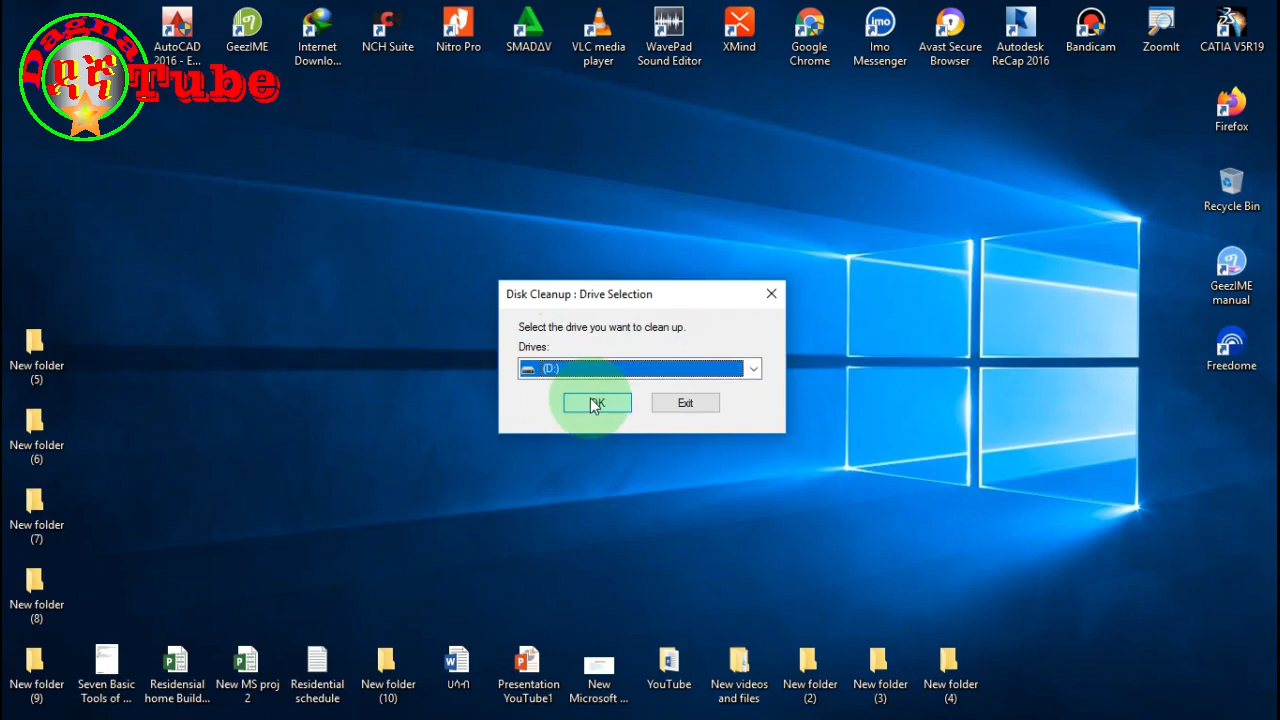 Dagna
ዳኛ
ዳኛ
Tube
AutoCAD
2016 - E...
GeezIME
Internet
Downlo...
NCH Suite
Nitro Pro
SMADΔV
VLC media
player
WavePad
Sound Editor
XMind
Google
Chrome
Imo
Messenger
Avast Secure
Browser
Autodesk
ReCap 2016
Bandicam
ZoomIt
CATIA V5R19
Firefox
Recycle Bin
GeezIME
manual
Freedome
Disk Cleanup : Drive Selection
Select the drive you want to clean up.
Drives:
(D:)
OK
Exit
New folder
(5)
New folder
(6)
New folder
(7)
New folder
(8)
New folder
(9)
Seven Basic
Tools of ...
Residensial
home Build...
New MS proj
2
Residential
schedule
New folder
(10)
ሀሳብ
Presentation
YouTube1
New
Microsoft ...
YouTube
New videos
and files
New folder
(2)
New folder
(3)
New folder
(4)